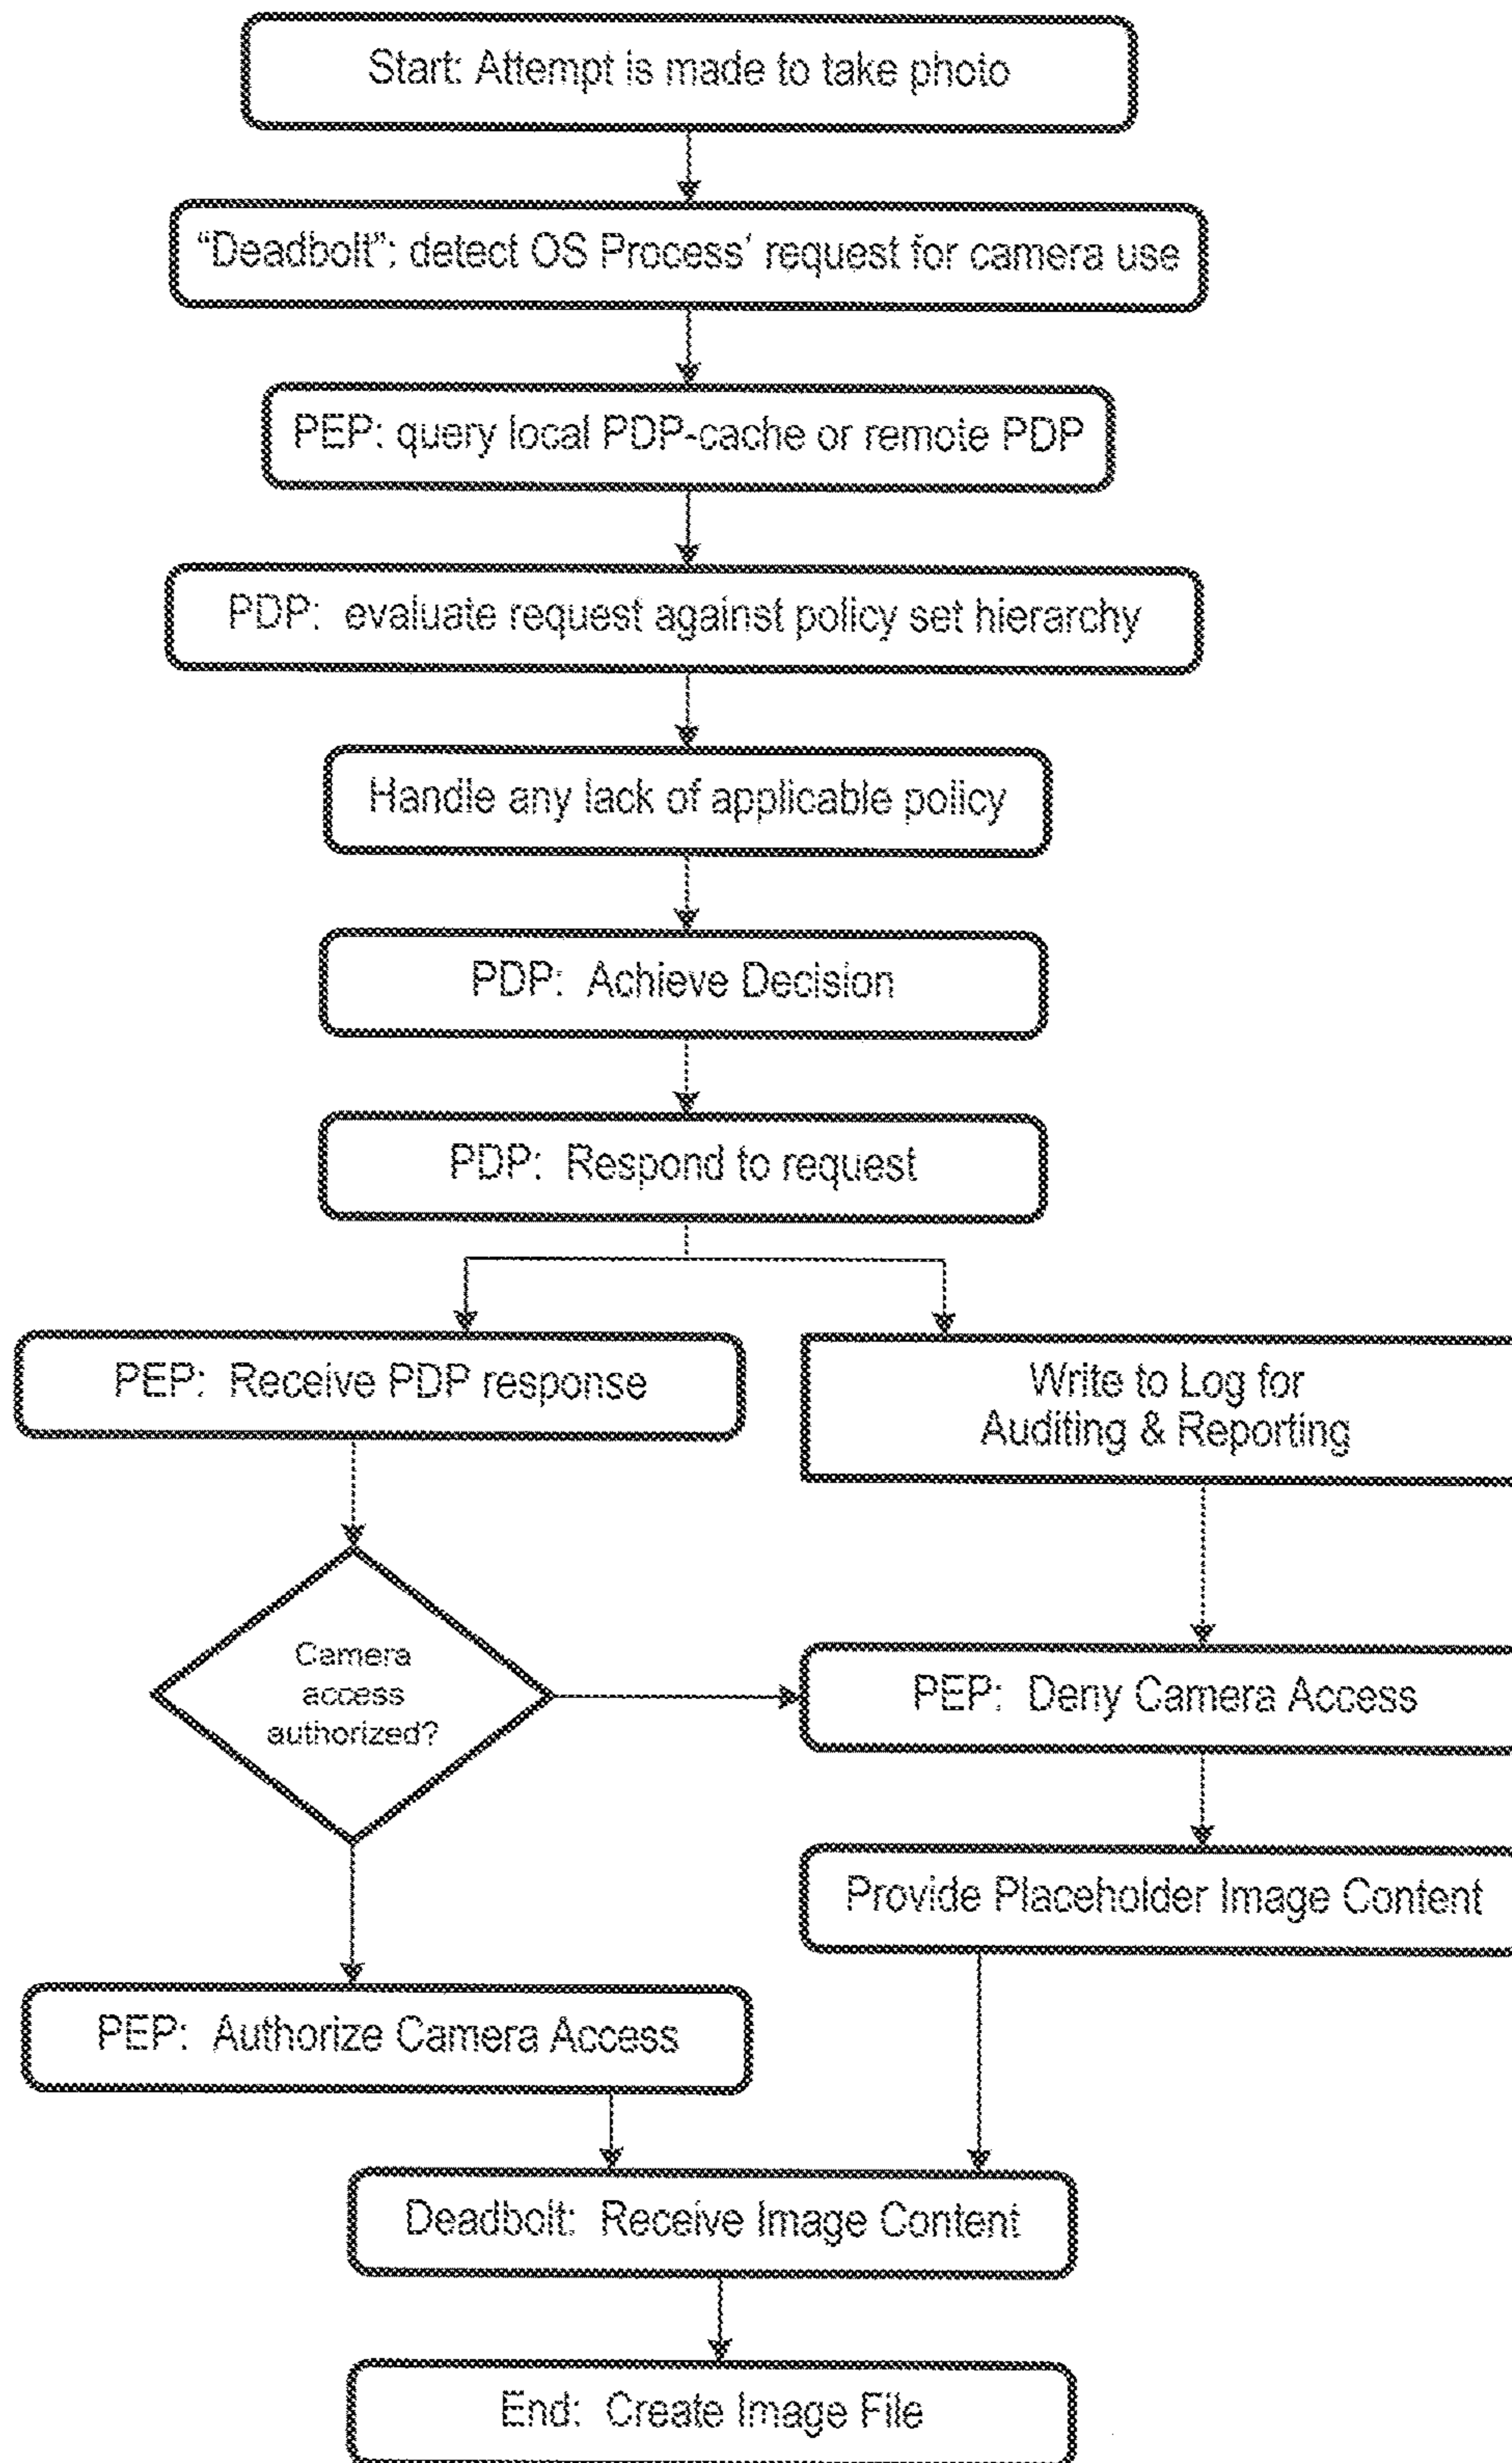 Start: Attempt is made to take photo
“Deadbolt”: detect OS Process’ request for camera use
PEP: query local PDP-cache or remote PDP
PDP: evaluate request against policy set hierarchy
Handle any lack of applicable policy
PDP: Achieve Decision
PDP: Respond to request
PEP: Receive PDP response
Write to Log for
Auditing & Reporting
Camera
access
authorized?
PEP: Deny Camera Access
Provide Placeholder Image Content
PEP: Authorize Camera Access
Deadbolt: Receive Image Content
End: Create Image File